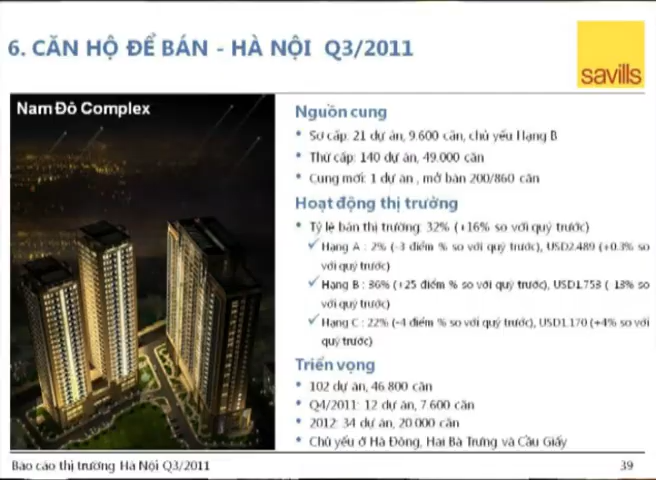 6. CĂN HỘ ĐỂ BÁN - HÀ NỘI Q3/2011
savills
Nam Đô Complex
Nguồn cung
• Sơ cấp: 21 dự án, 9.600 căn, chủ yếu Hạng B
• Thứ cấp: 140 dự án, 49.000 căn
• Cung mới: 1 dự án , mở bán 200/860 căn
Hoạt động thị trường
• Tỷ lệ bán thị trường: 32% (+16% so với quý trước)
✓ Hạng A : 2% (-3 điểm % so với quý trước), USD2.489 (+0.3% so
với quý trước)
✓ Hạng B : 36% (+25 điểm % so với quý trước), USD1.753 (-13% so
với quý trước)
✓ Hạng C : 22% (-4 điểm % so với quý trước), USD1.170 (+4% so với
quý trước)
Triển vọng
• 102 dự án, 46.800 căn
• Q4/2011: 12 dự án, 7.600 căn
• 2012: 34 dự án, 20.000 căn
• Chủ yếu ở Hà Đông, Hai Bà Trưng và Cầu Giấy
Báo cáo thị trường Hà Nội Q3/2011
39